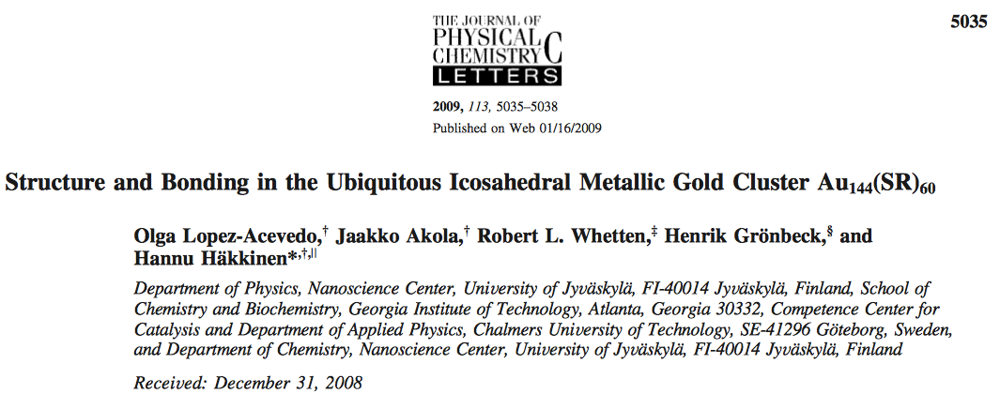 5035
THE JOURNAL OF
PHYSICAL
CHEMISTRY C
LETTERS
2009, 113, 5035–5038
Published on Web 01/16/2009
Structure and Bonding in the Ubiquitous Icosahedral Metallic Gold Cluster Au144(SR)60
Olga Lopez-Acevedo,† Jaakko Akola,† Robert L. Whetten,‡ Henrik Grönbeck,§ and
Hannu Häkkinen*,†,||
Department of Physics, Nanoscience Center, University of Jyväskylä, FI-40014 Jyväskylä, Finland, School of
Chemistry and Biochemistry, Georgia Institute of Technology, Atlanta, Georgia 30332, Competence Center for
Catalysis and Department of Applied Physics, Chalmers University of Technology, SE-41296 Göteborg, Sweden,
and Department of Chemistry, Nanoscience Center, University of Jyväskylä, FI-40014 Jyväskylä, Finland
Received: December 31, 2008